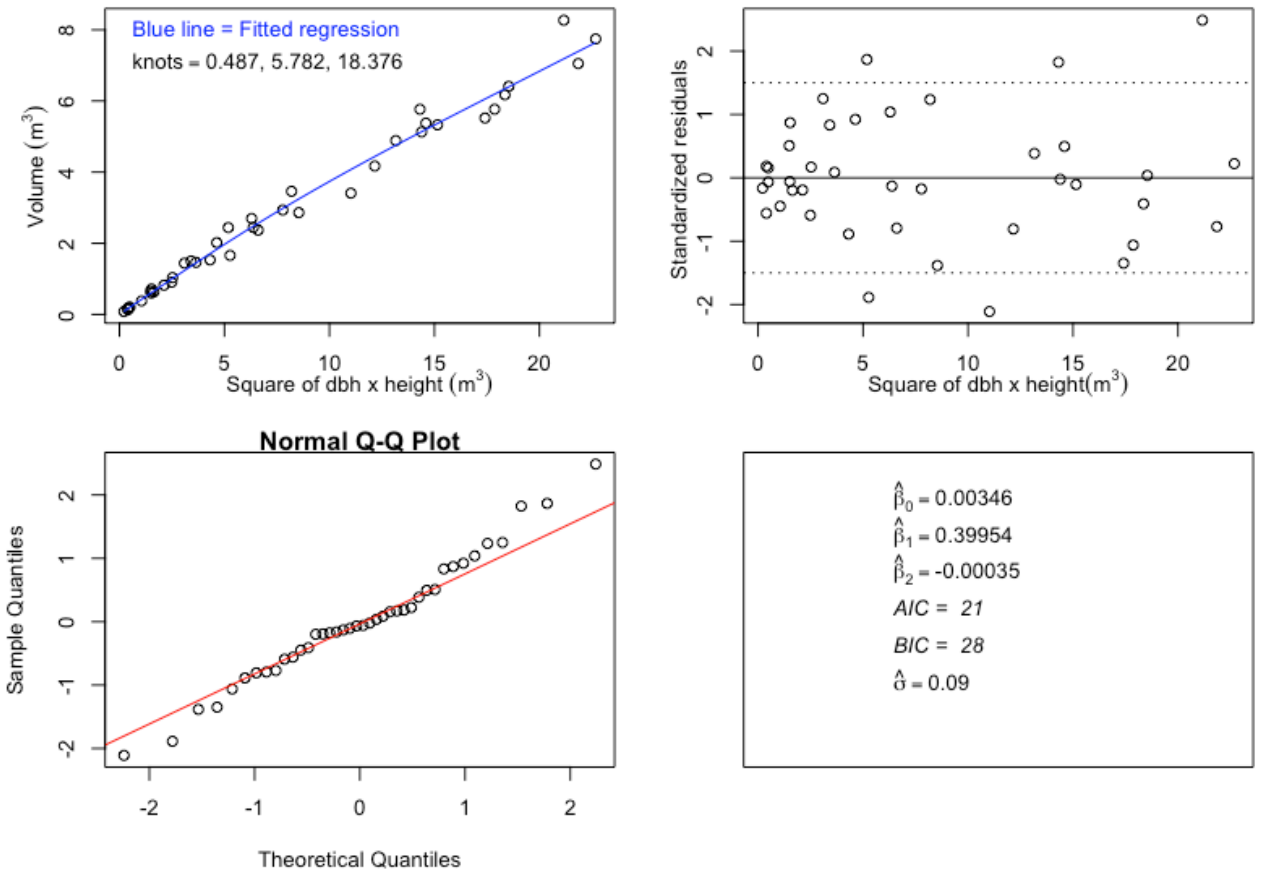 Blue line = Fitted regression
knots = 0.487, 5.782, 18.376
Volume (m³)
0 2 4 6 8
0 5 10 15 20
Square of dbh x height (m³)
Standardized residuals
-2 -1 0 1 2
0 5 10 15 20
Square of dbh x height(m³)
Normal Q-Q Plot
Sample Quantiles
-2 -1 0 1 2
-2 -1 0 1 2
Theoretical Quantiles
β̂₀ = 0.00346
β̂₁ = 0.39954
β̂₂ = -0.00035
AIC = 21
BIC = 28
σ̂ = 0.09